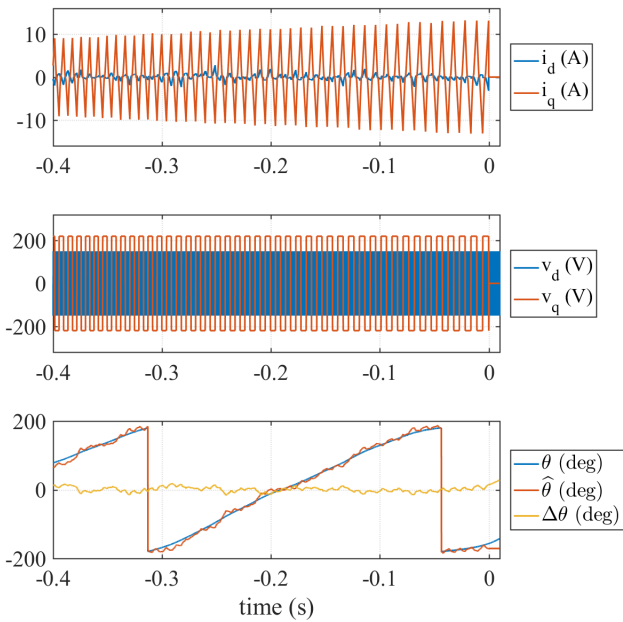 10
0
-10
i_d (A)
i_q (A)
-0.4 -0.3 -0.2 -0.1 0
200
0
-200
v_d (V)
v_q (V)
-0.4 -0.3 -0.2 -0.1 0
200
0
-200
θ (deg)
θ̂ (deg)
Δθ (deg)
-0.4 -0.3 -0.2 -0.1 0
time (s)